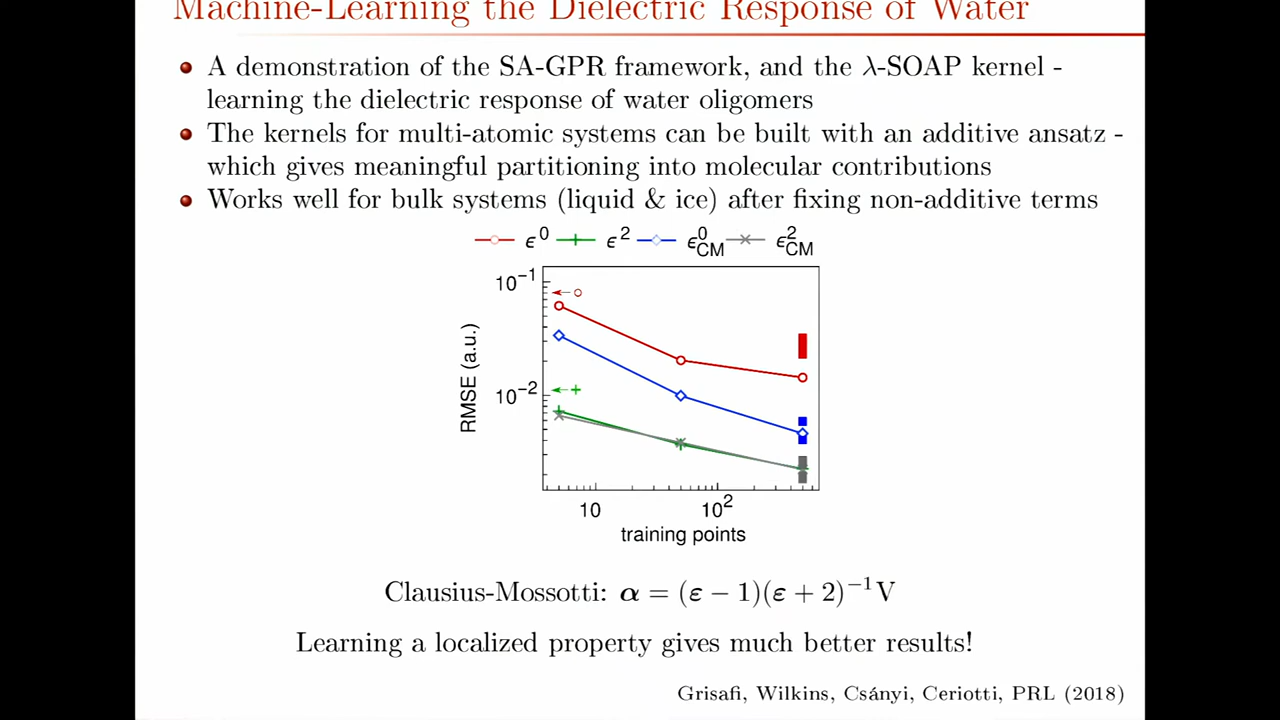 Machine-Learning the Dielectric Response of Water
A demonstration of the SA-GPR framework, and the λ-SOAP kernel -
learning the dielectric response of water oligomers
The kernels for multi-atomic systems can be built with an additive ansatz -
which gives meaningful partitioning into molecular contributions
Works well for bulk systems (liquid & ice) after fixing non-additive terms
ϵ⁰ ϵ² ϵ⁰CM ϵ²CM
10⁻¹
10⁻²
RMSE (a.u.)
10 10²
training points
Clausius-Mossotti: α = (ε − 1)(ε + 2)⁻¹V
Learning a localized property gives much better results!
Grisafi, Wilkins, Csányi, Ceriotti, PRL (2018)